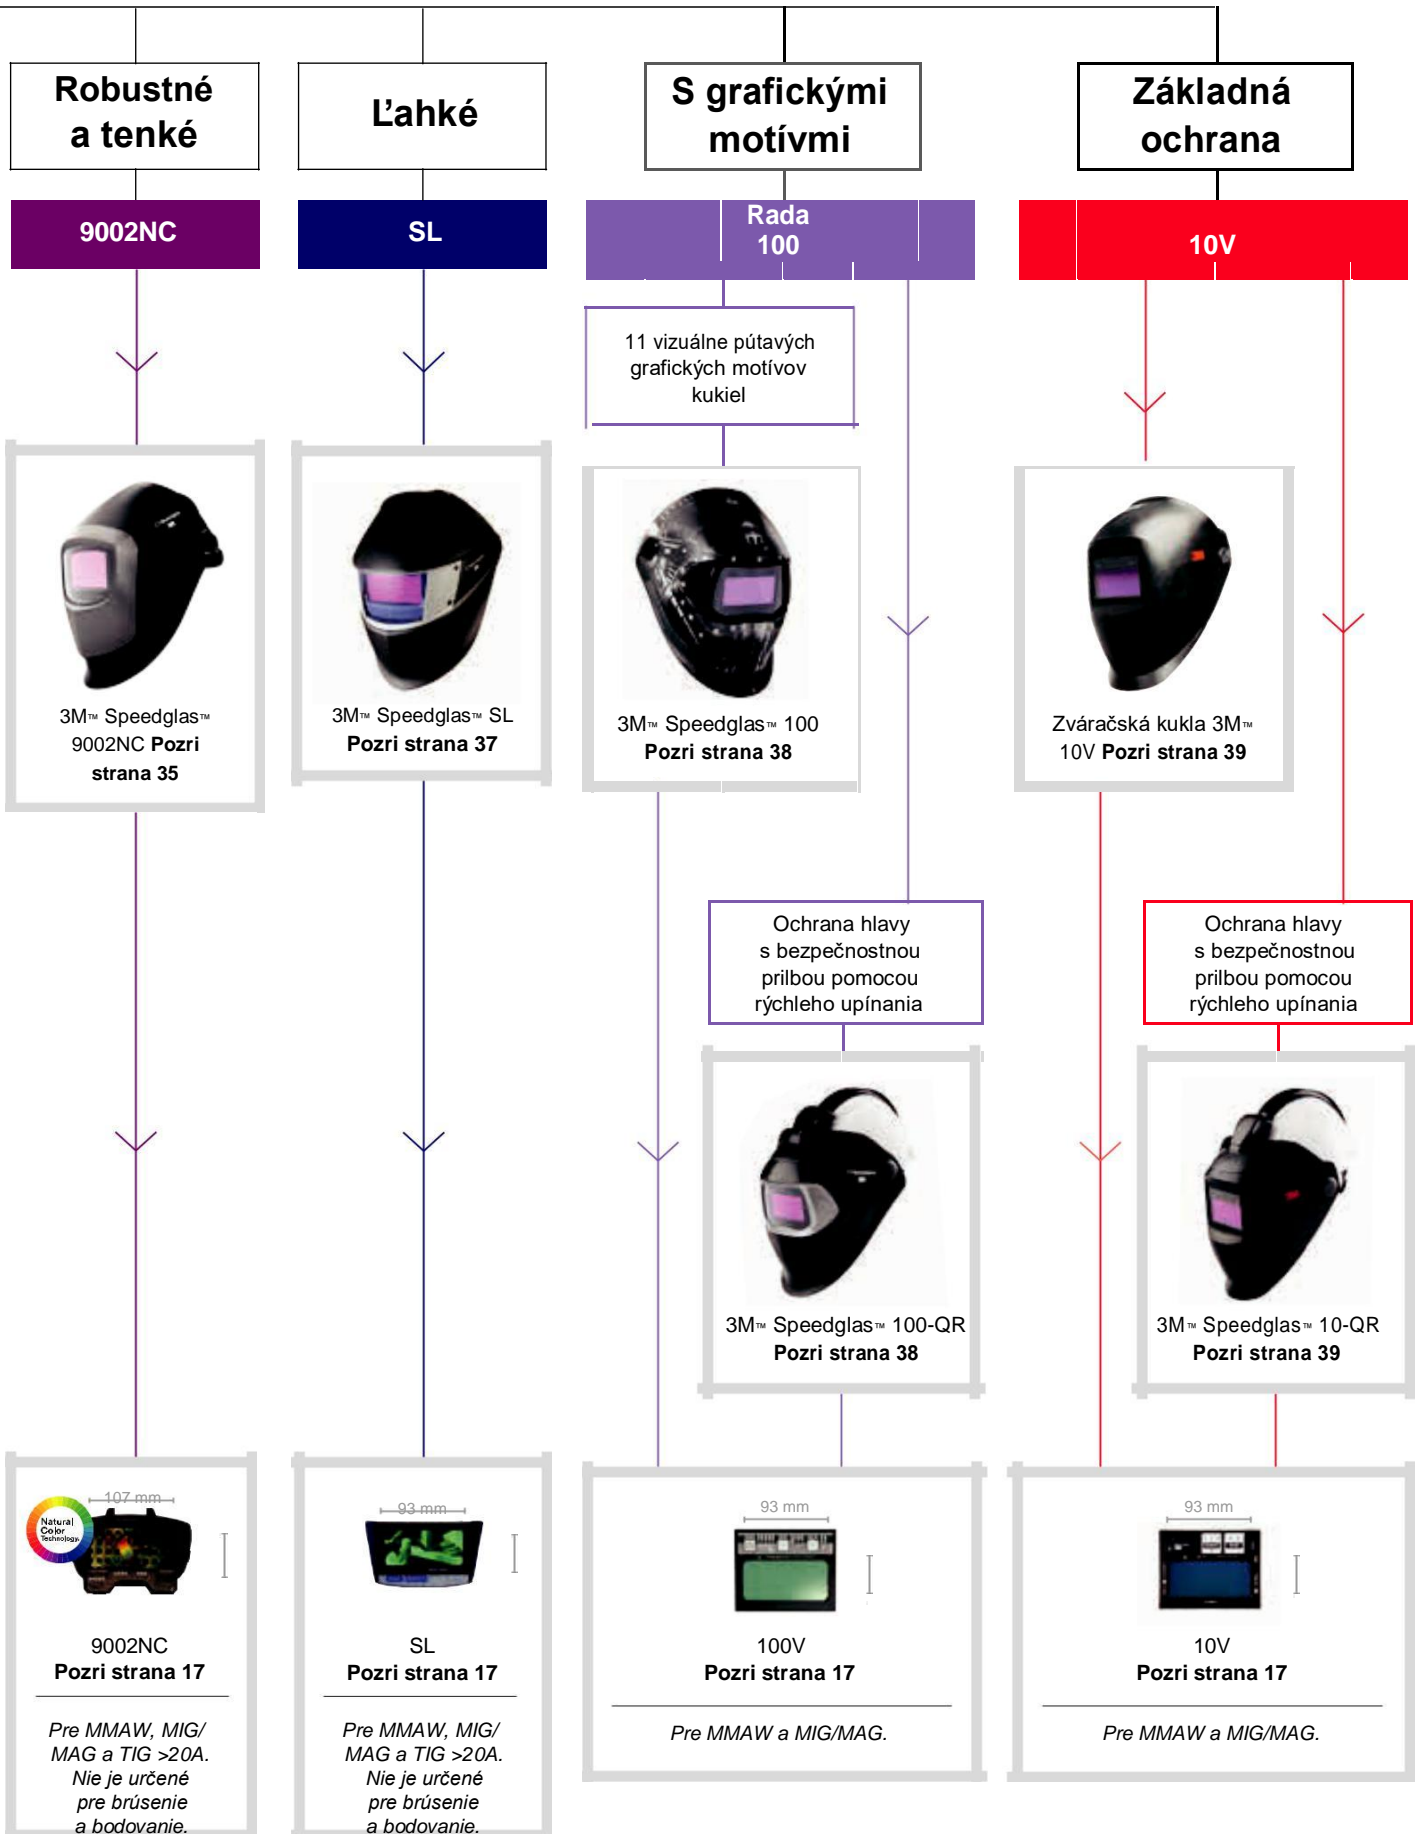 Robustné
a tenké
Ľahké
S grafickými
motívmi
Základná
ochrana
9002NC
SL
Rada
100
10V
11 vizuálne pútavých
grafických motívov
kukiel
3M™ Speedglas™
9002NC Pozri
strana 35
3M™ Speedglas™ SL
Pozri strana 37
3M™ Speedglas™ 100
Pozri strana 38
Zváračská kukla 3M™
10V Pozri strana 39
Ochrana hlavy
s bezpečnostnou
prilbou pomocou
rýchleho upínania
Ochrana hlavy
s bezpečnostnou
prilbou pomocou
rýchleho upínania
3M™ Speedglas™ 100-QR
Pozri strana 38
3M™ Speedglas™ 10-QR
Pozri strana 39
107 mm
Natural
Color
Technology
9002NC
Pozri strana 17
Pre MMAW, MIG/
MAG a TIG >20A.
Nie je určené
pre brúsenie
a bodovanie.
93 mm
SL
Pozri strana 17
Pre MMAW, MIG/
MAG a TIG >20A.
Nie je určené
pre brúsenie
a bodovanie.
93 mm
100V
Pozri strana 17
Pre MMAW a MIG/MAG.
93 mm
10V
Pozri strana 17
Pre MMAW a MIG/MAG.